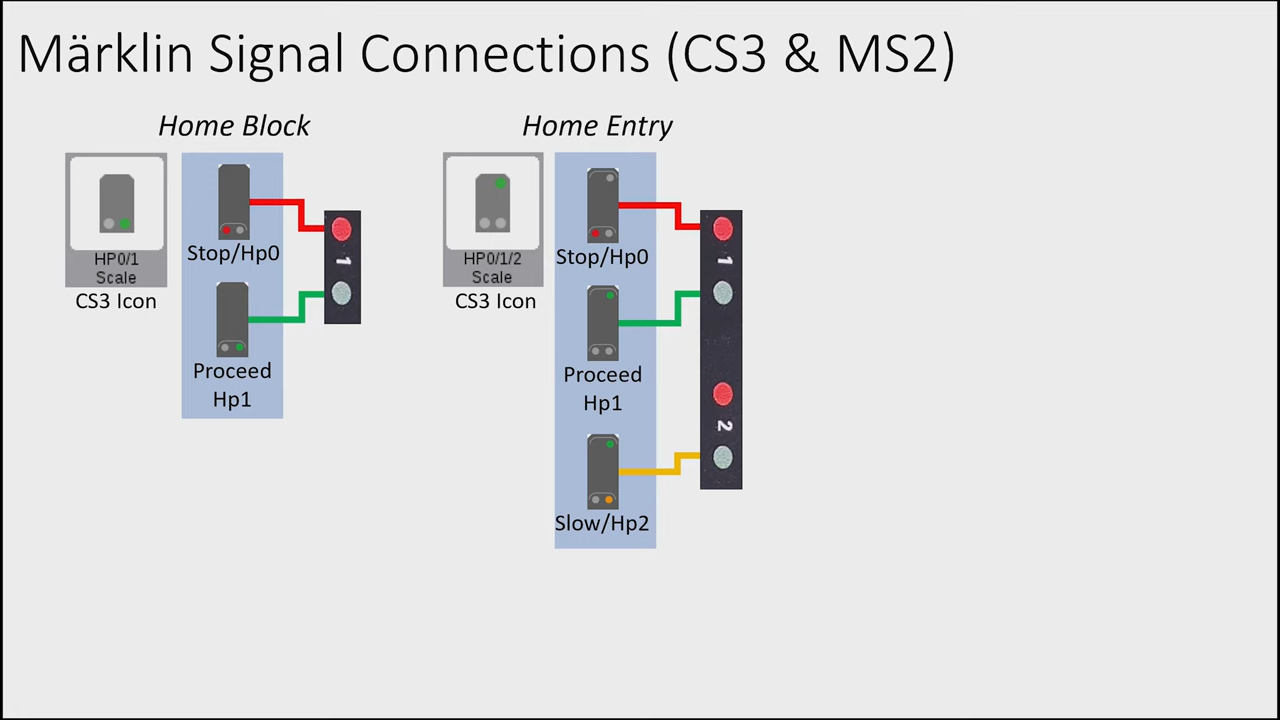 Märklin Signal Connections (CS3 & MS2)
Home Block
HP0/1
Scale
CS3 Icon
Stop/Hp0
Proceed
Hp1
1
Home Entry
HP0/1/2
Scale
CS3 Icon
Stop/Hp0
Proceed
Hp1
Slow/Hp2
1
2